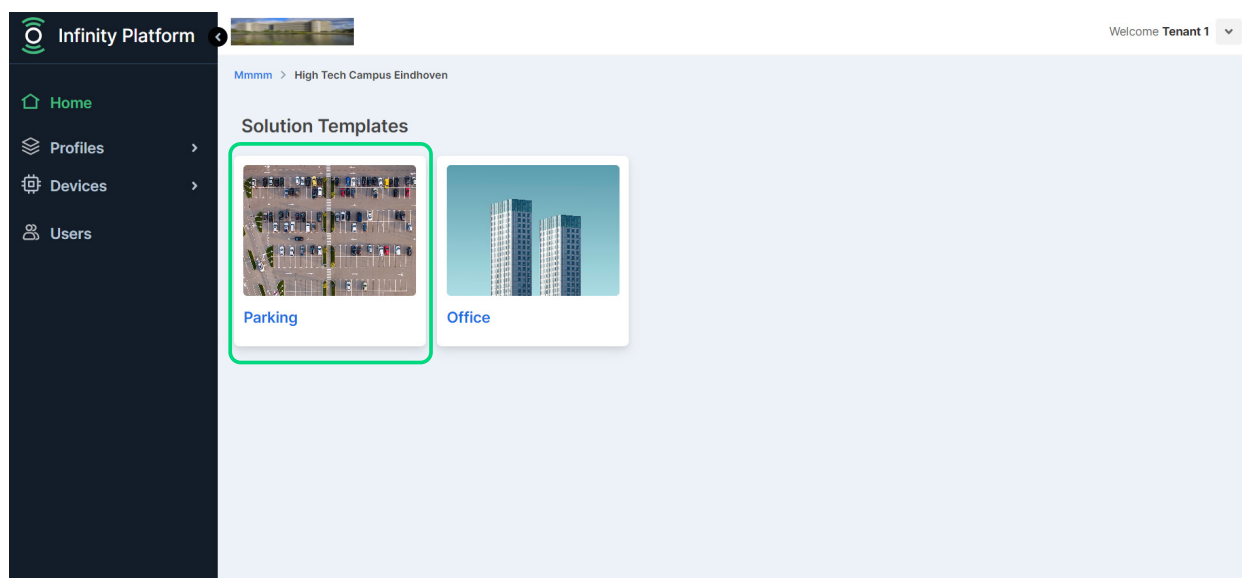 Infinity Platform
Welcome Tenant 1
Mmmm > High Tech Campus Eindhoven
Home
Profiles
Devices
Users
Solution Templates
Parking
Office